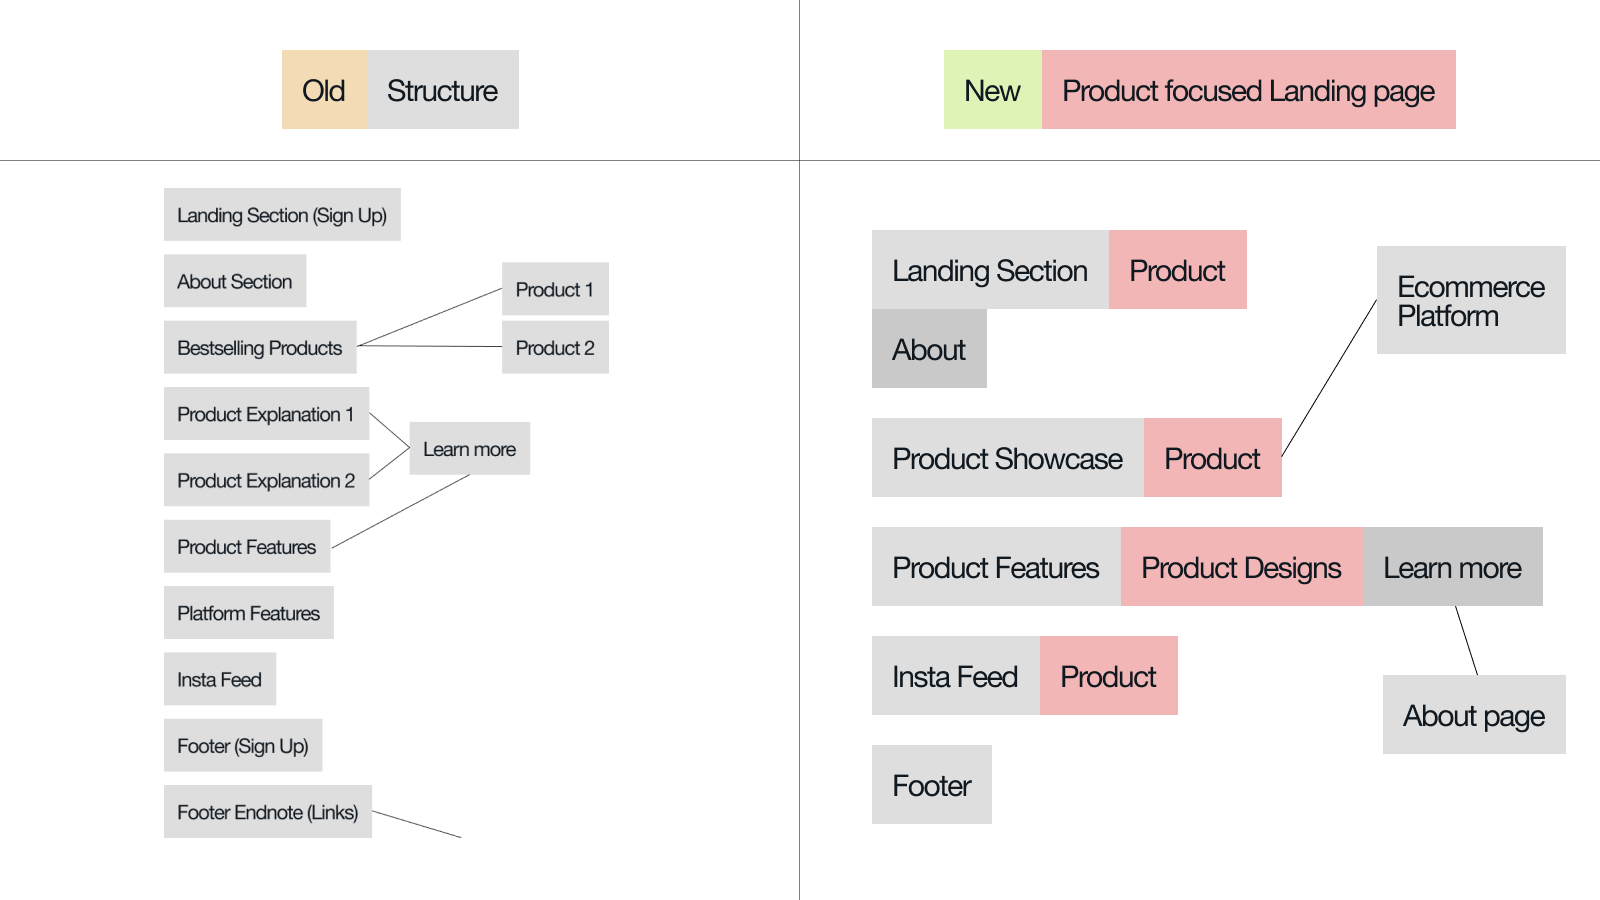 Old Structure
Landing Section (Sign Up)
About Section
Bestselling Products
Product 1
Product 2
Product Explanation 1
Product Explanation 2
Learn more
Product Features
Platform Features
Insta Feed
Footer (Sign Up)
Footer Endnote (Links)
New Product focused Landing page
Landing Section Product
About
Ecommerce
Platform
Product Showcase Product
Product Features Product Designs Learn more
Insta Feed Product
About page
Footer